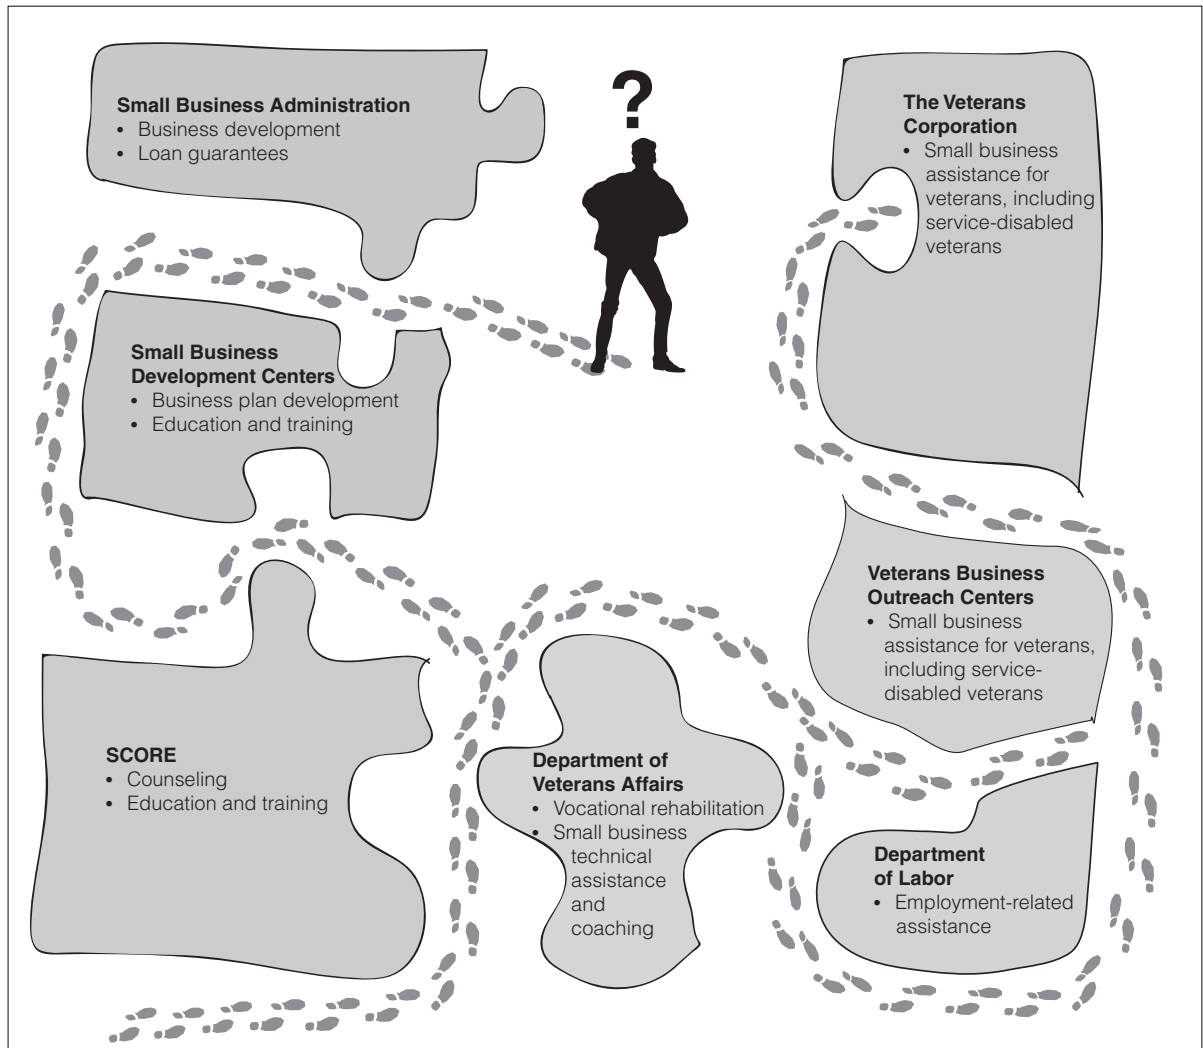 Small Business Administration
• Business development
• Loan guarantees
?
The Veterans
Corporation
• Small business
assistance for
veterans, including
service-disabled
veterans
Small Business
Development Centers
• Business plan development
• Education and training
Veterans Business
Outreach Centers
• Small business
assistance for veterans,
including service-
disabled veterans
SCORE
• Counseling
• Education and training
Department of
Veterans Affairs
• Vocational rehabilitation
• Small business
technical
assistance
and
coaching
Department
of Labor
• Employment-related
assistance